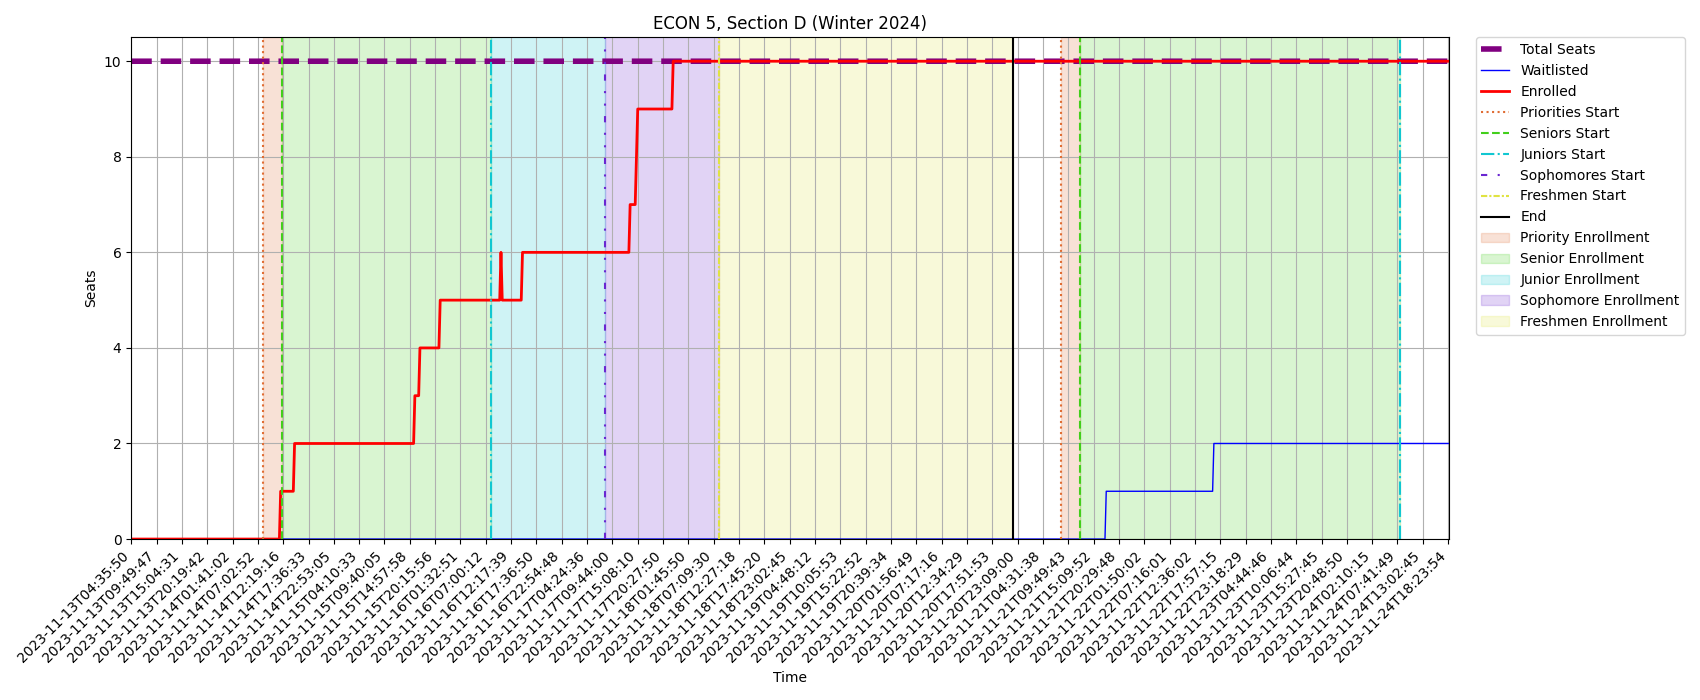 ECON 5, Section D (Winter 2024)
Seats
10
8
6
4
2
0
2023-11-13T04:35:50
2023-11-13T09:49:47
2023-11-13T15:04:31
2023-11-13T20:19:42
2023-11-14T01:41:02
2023-11-14T07:02:52
2023-11-14T12:19:16
2023-11-14T17:36:33
2023-11-14T22:53:05
2023-11-15T04:10:33
2023-11-15T09:40:05
2023-11-15T14:57:58
2023-11-15T20:15:56
2023-11-16T01:32:51
2023-11-16T07:00:12
2023-11-16T12:17:39
2023-11-16T17:36:50
2023-11-16T22:54:48
2023-11-17T04:24:36
2023-11-17T09:44:00
2023-11-17T15:08:10
2023-11-17T20:27:50
2023-11-18T01:45:50
2023-11-18T07:09:30
2023-11-18T12:27:18
2023-11-18T17:45:20
2023-11-18T23:02:45
2023-11-19T04:48:12
2023-11-19T10:05:53
2023-11-19T15:22:52
2023-11-19T20:39:34
2023-11-20T01:56:49
2023-11-20T07:17:16
2023-11-20T12:34:29
2023-11-20T17:51:53
2023-11-20T23:09:00
2023-11-21T04:31:38
2023-11-21T09:49:43
2023-11-21T15:09:52
2023-11-21T20:29:48
2023-11-22T01:50:02
2023-11-22T07:16:01
2023-11-22T12:36:02
2023-11-22T17:57:15
2023-11-22T23:18:29
2023-11-23T04:44:46
2023-11-23T10:06:44
2023-11-23T15:27:45
2023-11-23T20:48:50
2023-11-24T02:10:15
2023-11-24T07:41:49
2023-11-24T13:02:45
2023-11-24T18:23:54
Time
Total Seats
Waitlisted
Enrolled
Priorities Start
Seniors Start
Juniors Start
Sophomores Start
Freshmen Start
End
Priority Enrollment
Senior Enrollment
Junior Enrollment
Sophomore Enrollment
Freshmen Enrollment